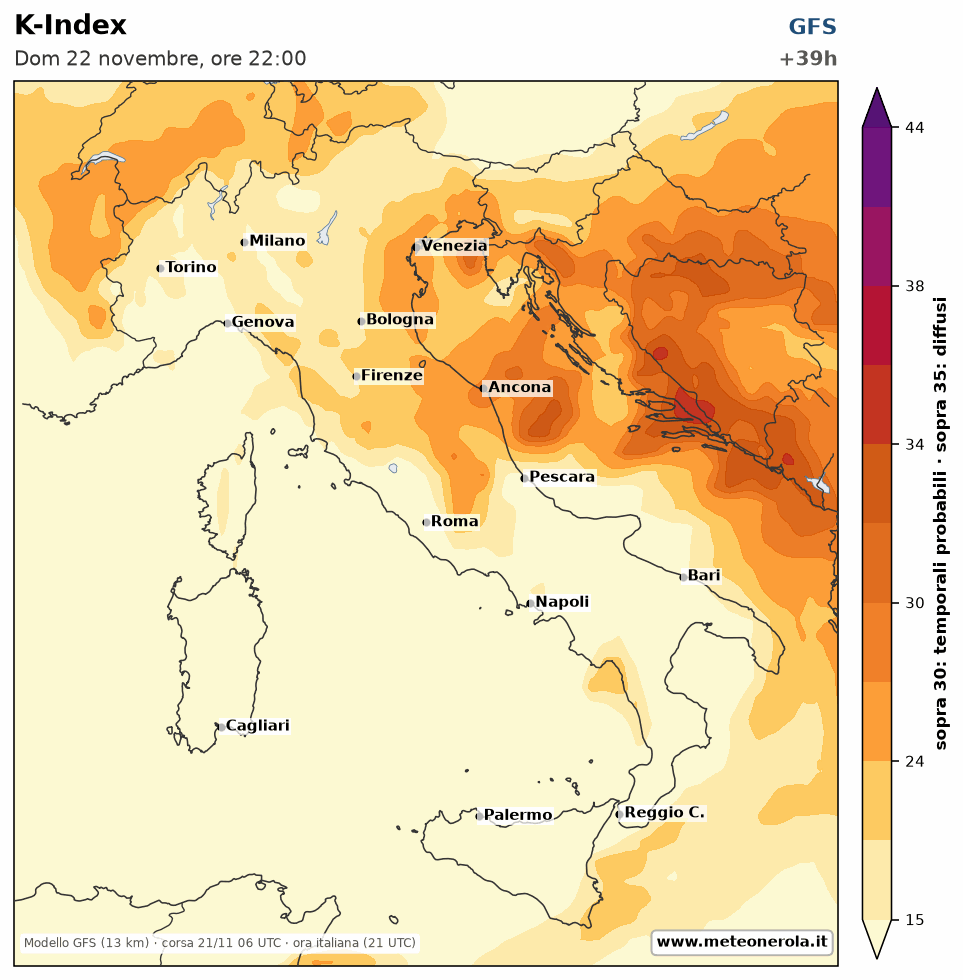 K-Index
GFS
Dom 22 novembre, ore 22:00
+39h
44
38
34
30
24
15
sopra 30: temporali probabili · sopra 35: diffusi
Milano
Venezia
Torino
Genova
Bologna
Firenze
Ancona
Pescara
Roma
Bari
Napoli
Cagliari
Palermo
Reggio C.
Modello GFS (13 km) · corsa 21/11 06 UTC · ora italiana (21 UTC)
www.meteonerola.it